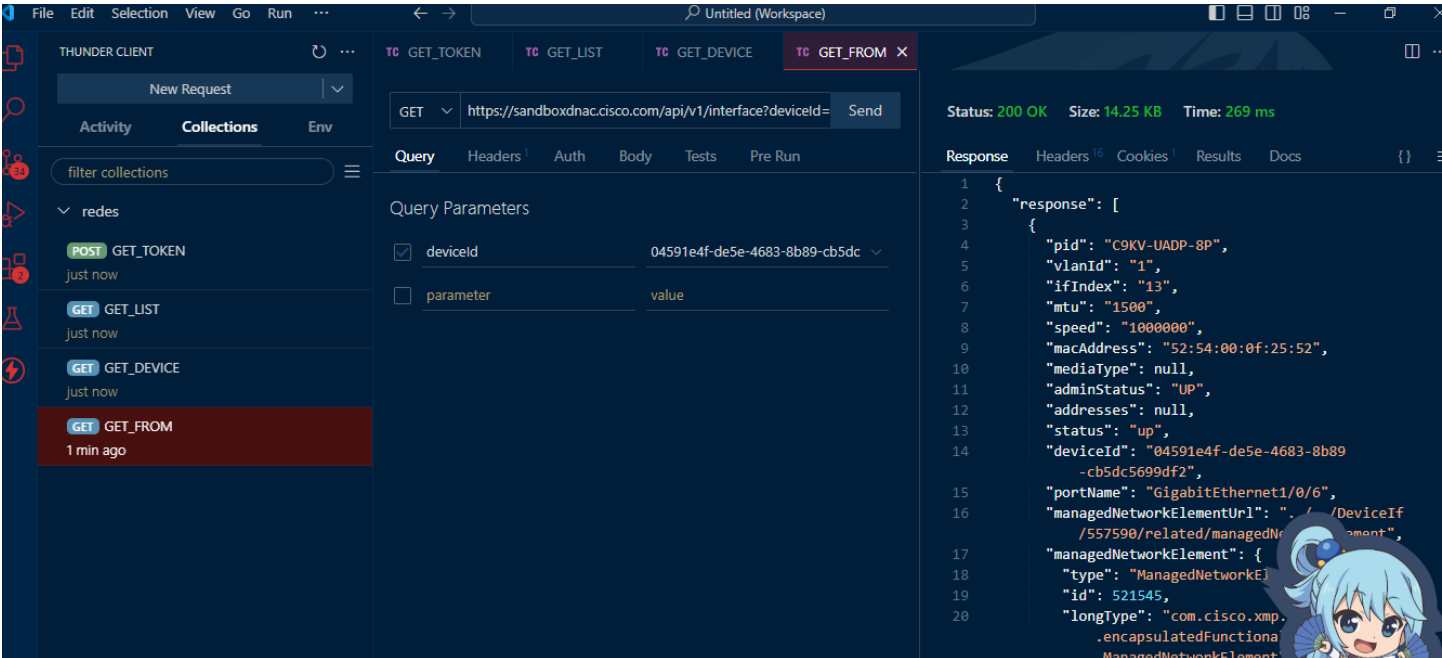 File Edit Selection View Go Run ··· ← → Untitled (Workspace)
THUNDER CLIENT
New Request
Activity Collections Env
filter collections
redes
POST GET_TOKEN
just now
GET GET_LIST
just now
GET GET_DEVICE
just now
GET GET_FROM
1 min ago
34
2
TC GET_TOKEN TC GET_LIST TC GET_DEVICE TC GET_FROM
GET https://sandboxdnac.cisco.com/api/v1/interface?deviceId= Send
Query Headers 1 Auth Body Tests Pre Run
Query Parameters
deviceId 04591e4f-de5e-4683-8b89-cb5dc
parameter value
Status: 200 OK Size: 14.25 KB Time: 269 ms
Response Headers 16 Cookies 1 Results Docs {}
1 {
2 "response": [
3 {
4 "pid": "C9KV-UADP-8P",
5 "vlanId": "1",
6 "ifIndex": "13",
7 "mtu": "1500",
8 "speed": "1000000",
9 "macAddress": "52:54:00:0f:25:52",
10 "mediaType": null,
11 "adminStatus": "UP",
12 "addresses": null,
13 "status": "up",
14 "deviceId": "04591e4f-de5e-4683-8b89
-cb5dc5699df2",
15 "portName": "GigabitEthernet1/0/6",
16 "managedNetworkElementUrl": "../../DeviceIf
/557590/related/managedNe
17 "managedNetworkElement": {
18 "type": "ManagedNetworkEl
19 "id": 521545,
20 "longType": "com.cisco.xmp.
.encapsulatedFunctiona